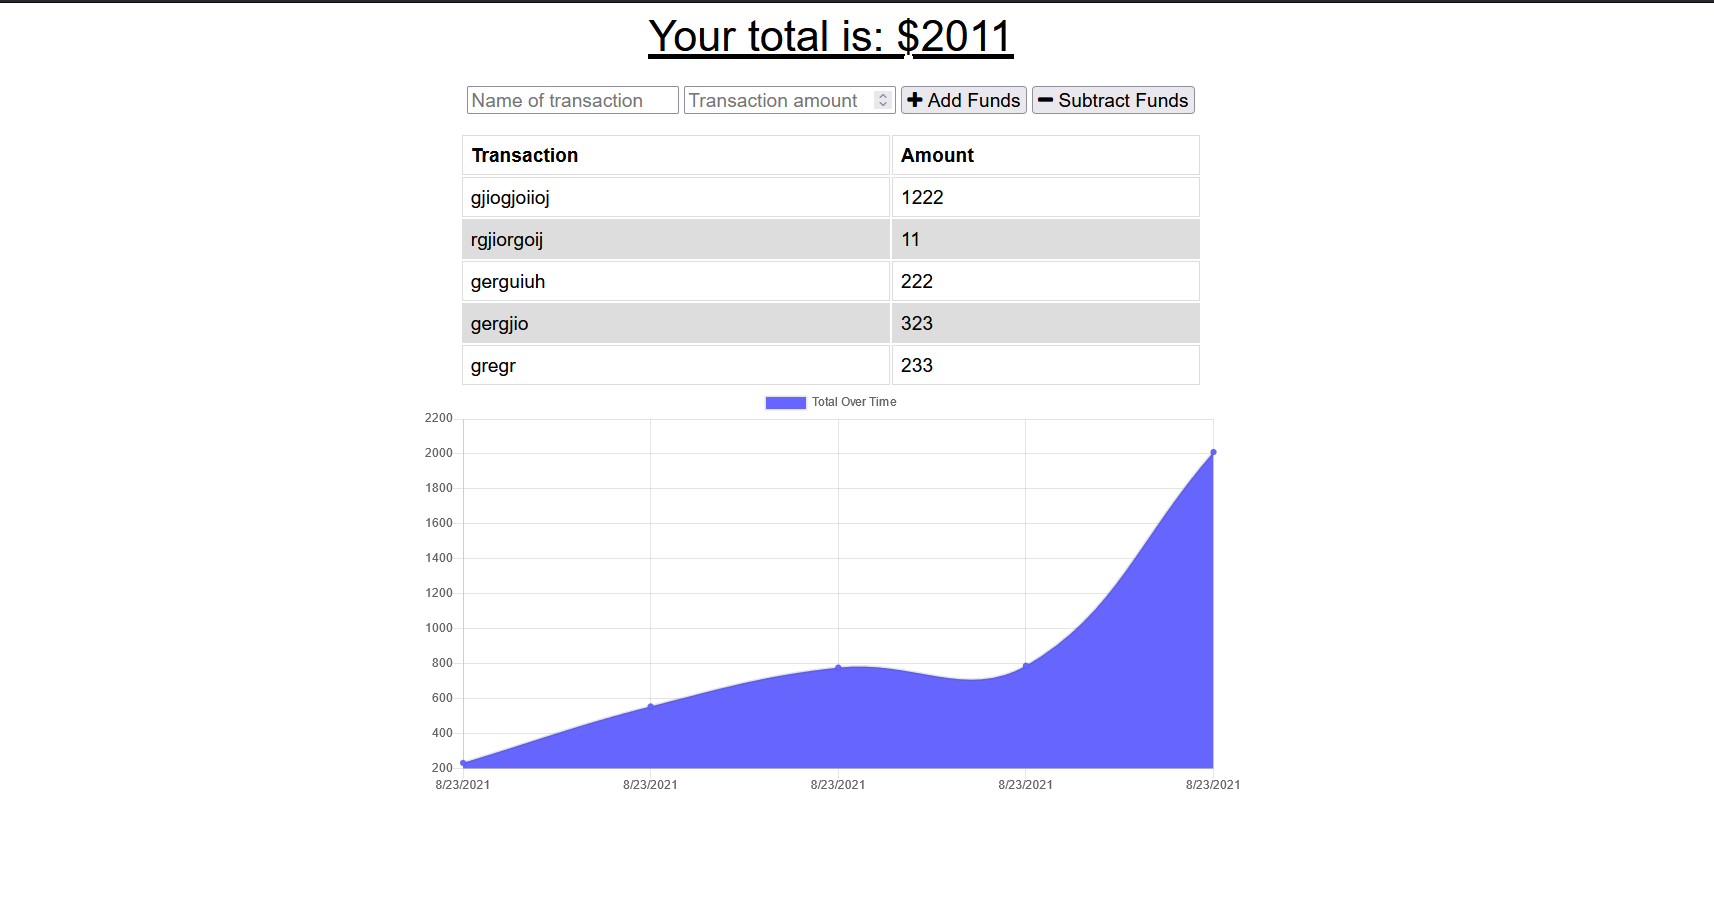 Your total is: $2011
Name of transaction Transaction amount Add Funds Subtract Funds
Transaction Amount
gjiogjoiioj 1222
rgjiorgoij 11
gerguiuh 222
gergjio 323
gregr 233
Total Over Time
2200
2000
1800
1600
1400
1200
1000
800
600
400
200
8/23/2021 8/23/2021 8/23/2021 8/23/2021 8/23/2021